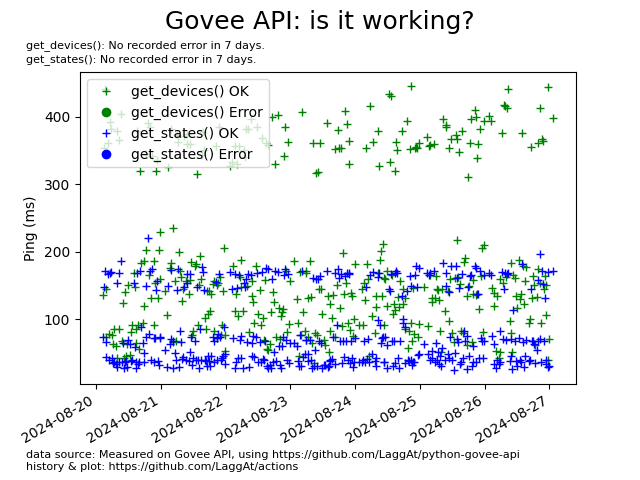 Govee API: is it working?
get_devices(): No recorded error in 7 days.
get_states(): No recorded error in 7 days.
get_devices() OK
get_devices() Error
get_states() OK
get_states() Error
Ping (ms)
400
300
200
100
2024-08-20
2024-08-21
2024-08-22
2024-08-23
2024-08-24
2024-08-25
2024-08-26
2024-08-27
data source: Measured on Govee API, using https://github.com/LaggAt/python-govee-api
history & plot: https://github.com/LaggAt/actions